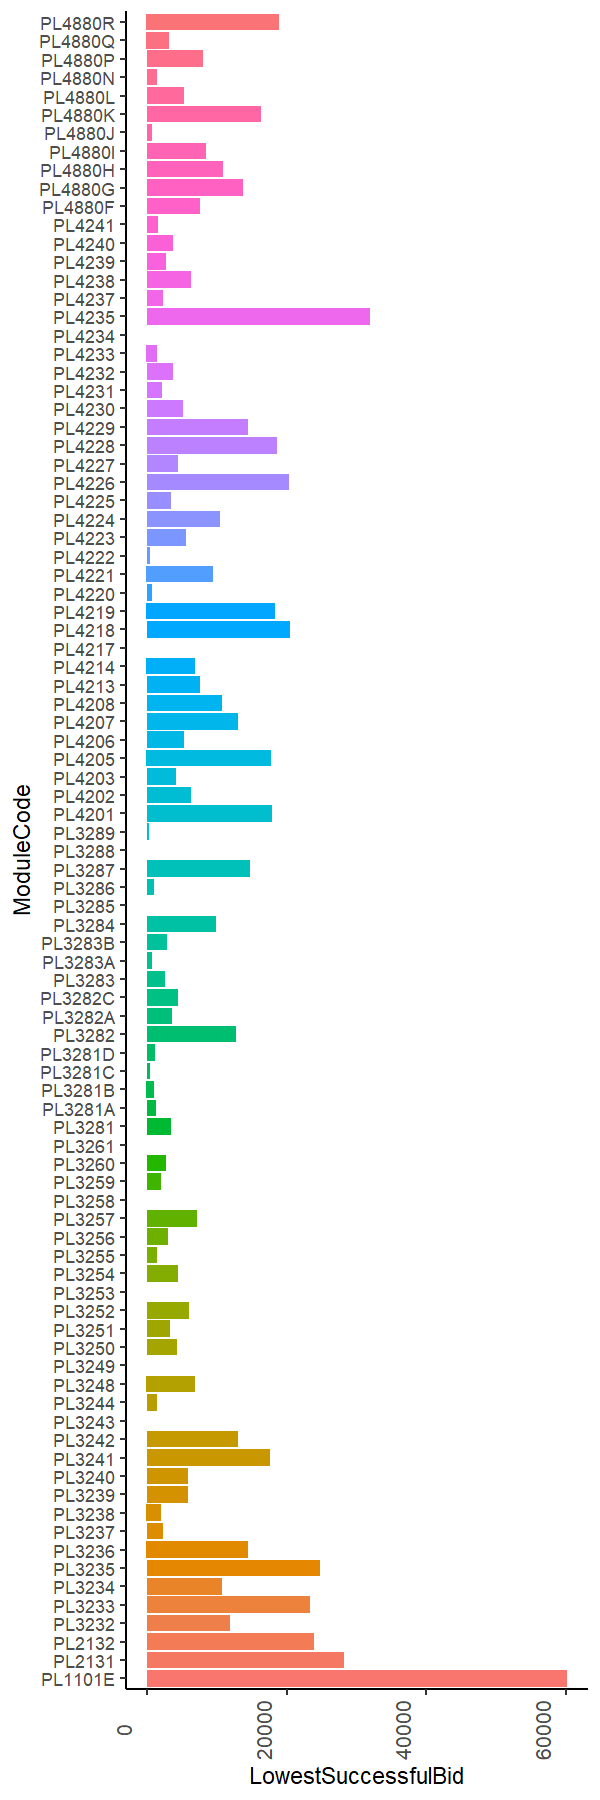 PL4880R
PL4880Q
PL4880P
PL4880N
PL4880L
PL4880K
PL4880J
PL4880I
PL4880H
PL4880G
PL4880F
PL4241
PL4240
PL4239
PL4238
PL4237
PL4235
PL4234
PL4233
PL4232
PL4231
PL4230
PL4229
PL4228
PL4227
PL4226
PL4225
PL4224
PL4223
PL4222
PL4221
PL4220
PL4219
PL4218
PL4217
PL4214
PL4213
PL4208
PL4207
PL4206
PL4205
PL4203
PL4202
PL4201
PL3289
PL3288
PL3287
PL3286
PL3285
PL3284
PL3283B
PL3283A
PL3283
PL3282C
PL3282A
PL3282
PL3281D
PL3281C
PL3281B
PL3281A
PL3281
PL3261
PL3260
PL3259
PL3258
PL3257
PL3256
PL3255
PL3254
PL3253
PL3252
PL3251
PL3250
PL3249
PL3248
PL3244
PL3243
PL3242
PL3241
PL3240
PL3239
PL3238
PL3237
PL3236
PL3235
PL3234
PL3233
PL3232
PL2132
PL2131
PL1101E
ModuleCode
0
20000
40000
60000
LowestSuccessfulBid